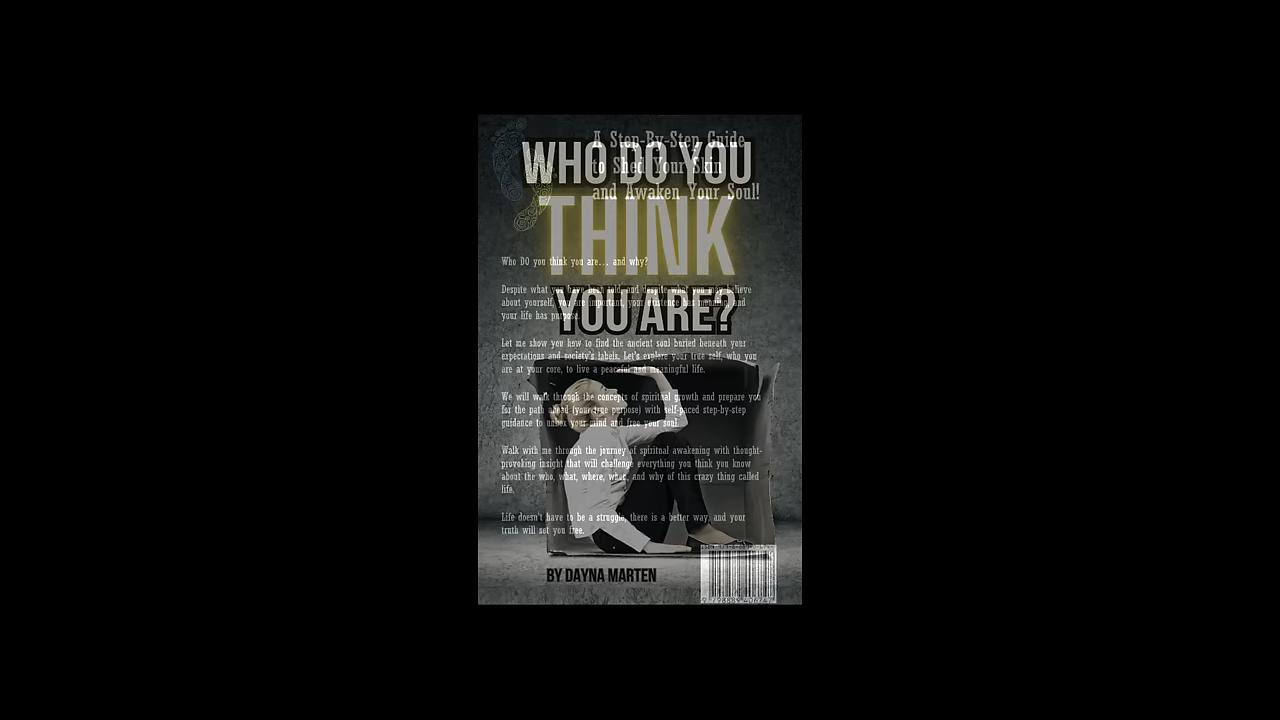 A Step-By-Step Guide
to Shed Your Skin
and Awaken Your Soul!
WHO DO YOU
THINK
YOU ARE?
Who DO you think you are... and why?
Despite what you have been told, and despite what you may believe
about yourself, you are important, your existence has meaning, and
your life has purpose.
Let me show you how to find the ancient soul buried beneath your
expectations and society's labels. Let's explore your true self, who you
are at your core, to live a peaceful and meaningful life.
We will walk through the concepts of spiritual growth and prepare you
for the path ahead (your true purpose) with self-paced step-by-step
guidance to unbox your mind and free your soul.
Walk with me through the journey of spiritual awakening with thought-
provoking insight that will challenge everything you think you know
about the who, what, where, when, and why of this crazy thing called
life.
Life doesn't have to be a struggle, there is a better way, and your
truth will set you free.
BY DAYNA MARTEN